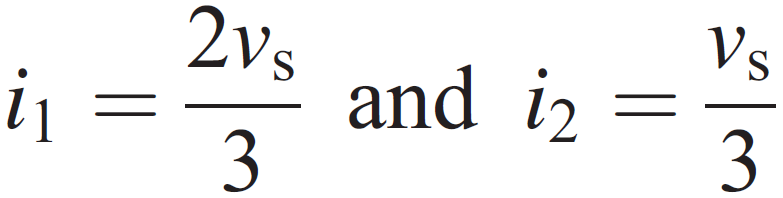 i₁ = 2vₛ/3 and i₂ = vₛ/3